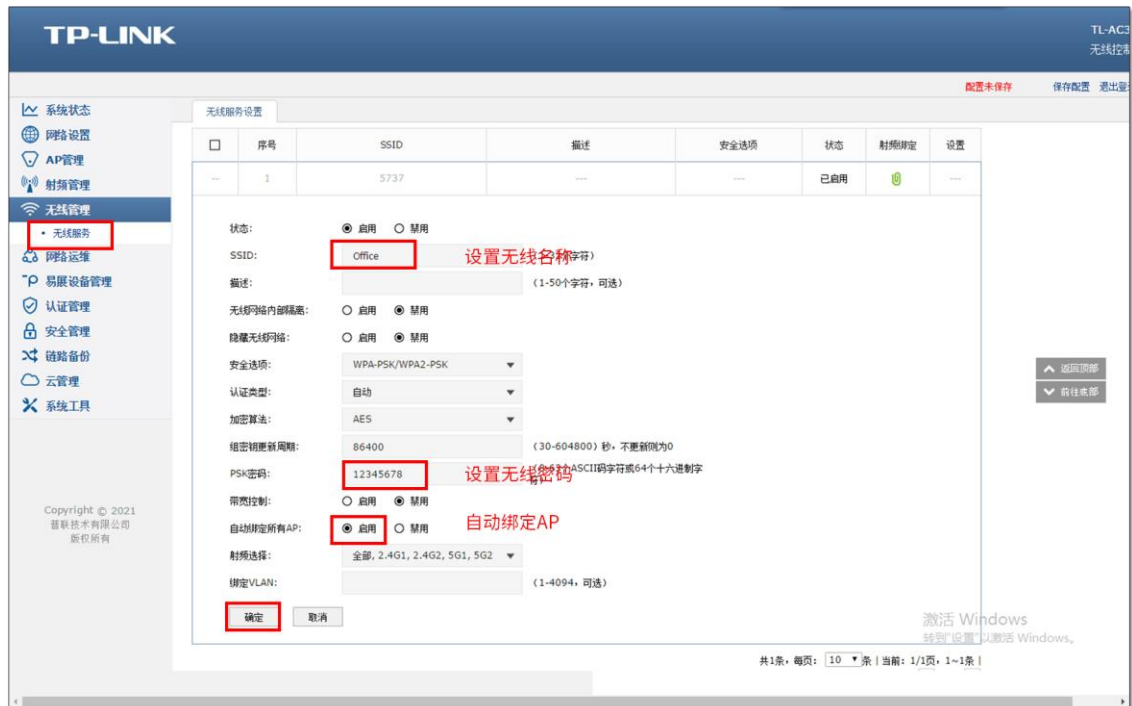 TP-LINK
TL-AC3
无线控制
配置未保存 保存配置 退出登
系统状态
网络设置
AP管理
射频管理
无线管理
• 无线服务
网络运维
易展设备管理
认证管理
安全管理
链路备份
云管理
系统工具
Copyright © 2021
普联技术有限公司
版权所有
无线服务设置
序号 SSID 描述 安全选项 状态 射频绑定 设置
--- 1 5737 --- --- 已启用 ---
状态: 启用 禁用
SSID: Office 设置无线名称 字符)
描述: (1-50个字符,可选)
无线网络内部隔离: 启用 禁用
隐藏无线网络: 启用 禁用
安全选项: WPA-PSK/WPA2-PSK
认证类型: 自动
加密算法: AES
组密钥更新周期: 86400 (30-604800)秒,不更新则为0
PSK密码: 12345678 设置无线密码 个ASCII码字符或64个十六进制字
带宽控制: 启用 禁用
自动绑定所有AP: 启用 禁用 自动绑定AP
射频选择: 全部, 2.4G1, 2.4G2, 5G1, 5G2
绑定VLAN: (1-4094,可选)
确定 取消
共1条,每页: 10 条 | 当前: 1/1页,1~1条 |
返回顶部
前往底部
激活 Windows
转到"设置"以激活 Windows。